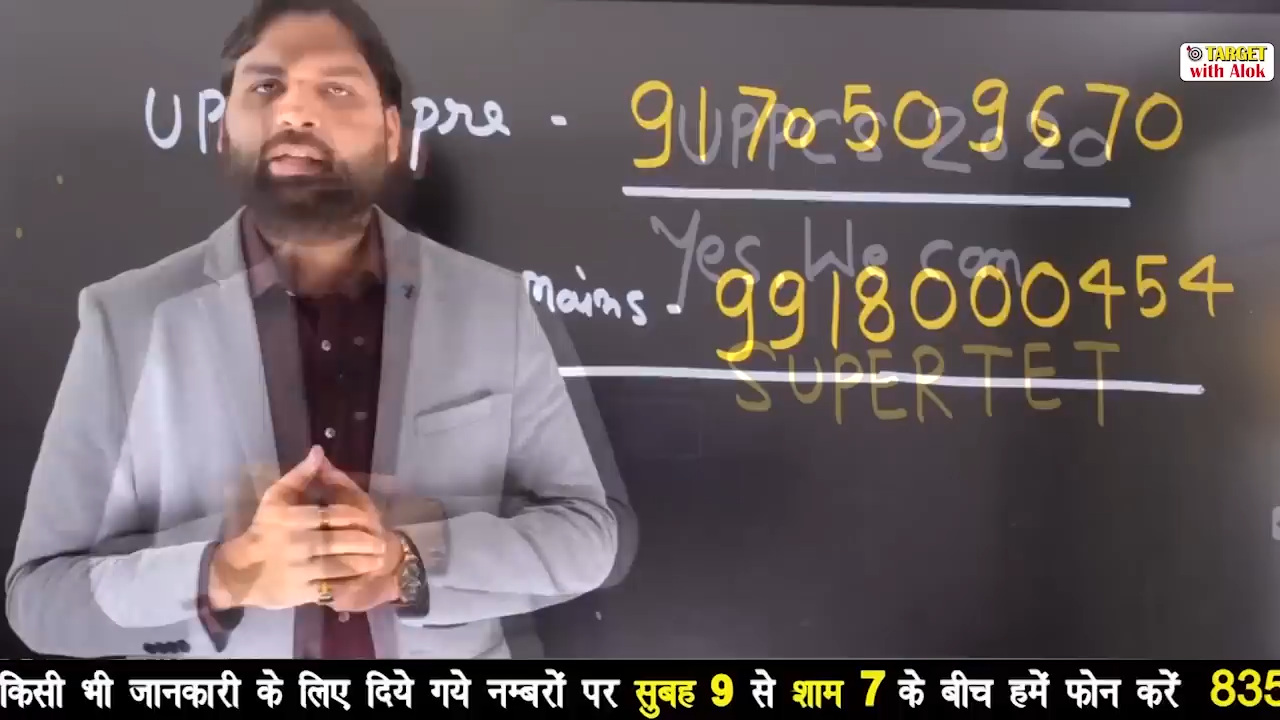 TARGET
with Alok
UP pre - 9170509670
UPPCS 2020
Yes We can
mains - 9918000454
SUPERTET
किसी भी जानकारी के लिए दिये गये नम्बरों पर सुबह 9 से शाम 7 के बीच हमें फोन करें 835